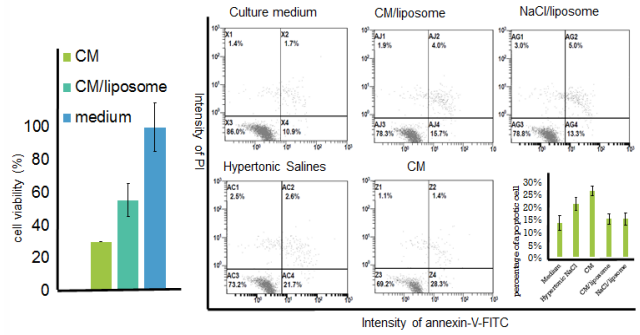 CM
CM/liposome
medium
cell viability (%)
100
80
60
40
20
0
Culture medium
CM/liposome
NaCl/liposome
Intensity of PI
X1
1.4%
X2
1.7%
X3
86.0%
X4
10.9%
AJ1
1.9%
AJ2
4.0%
AJ3
78.3%
AJ4
15.7%
AG1
3.0%
AG2
5.0%
AG3
78.8%
AG4
13.3%
Hypertonic Salines
CM
AC1
2.5%
AC2
2.6%
AC3
73.2%
AC4
21.7%
Z1
1.1%
Z2
1.4%
Z3
69.2%
Z4
28.3%
percentage of apoptotic cell
30%
25%
20%
15%
10%
5%
0%
Medium
Hypertonic NaCl
CM
CM/liposome
NaCl/liposome
Intensity of annexin-V-FITC